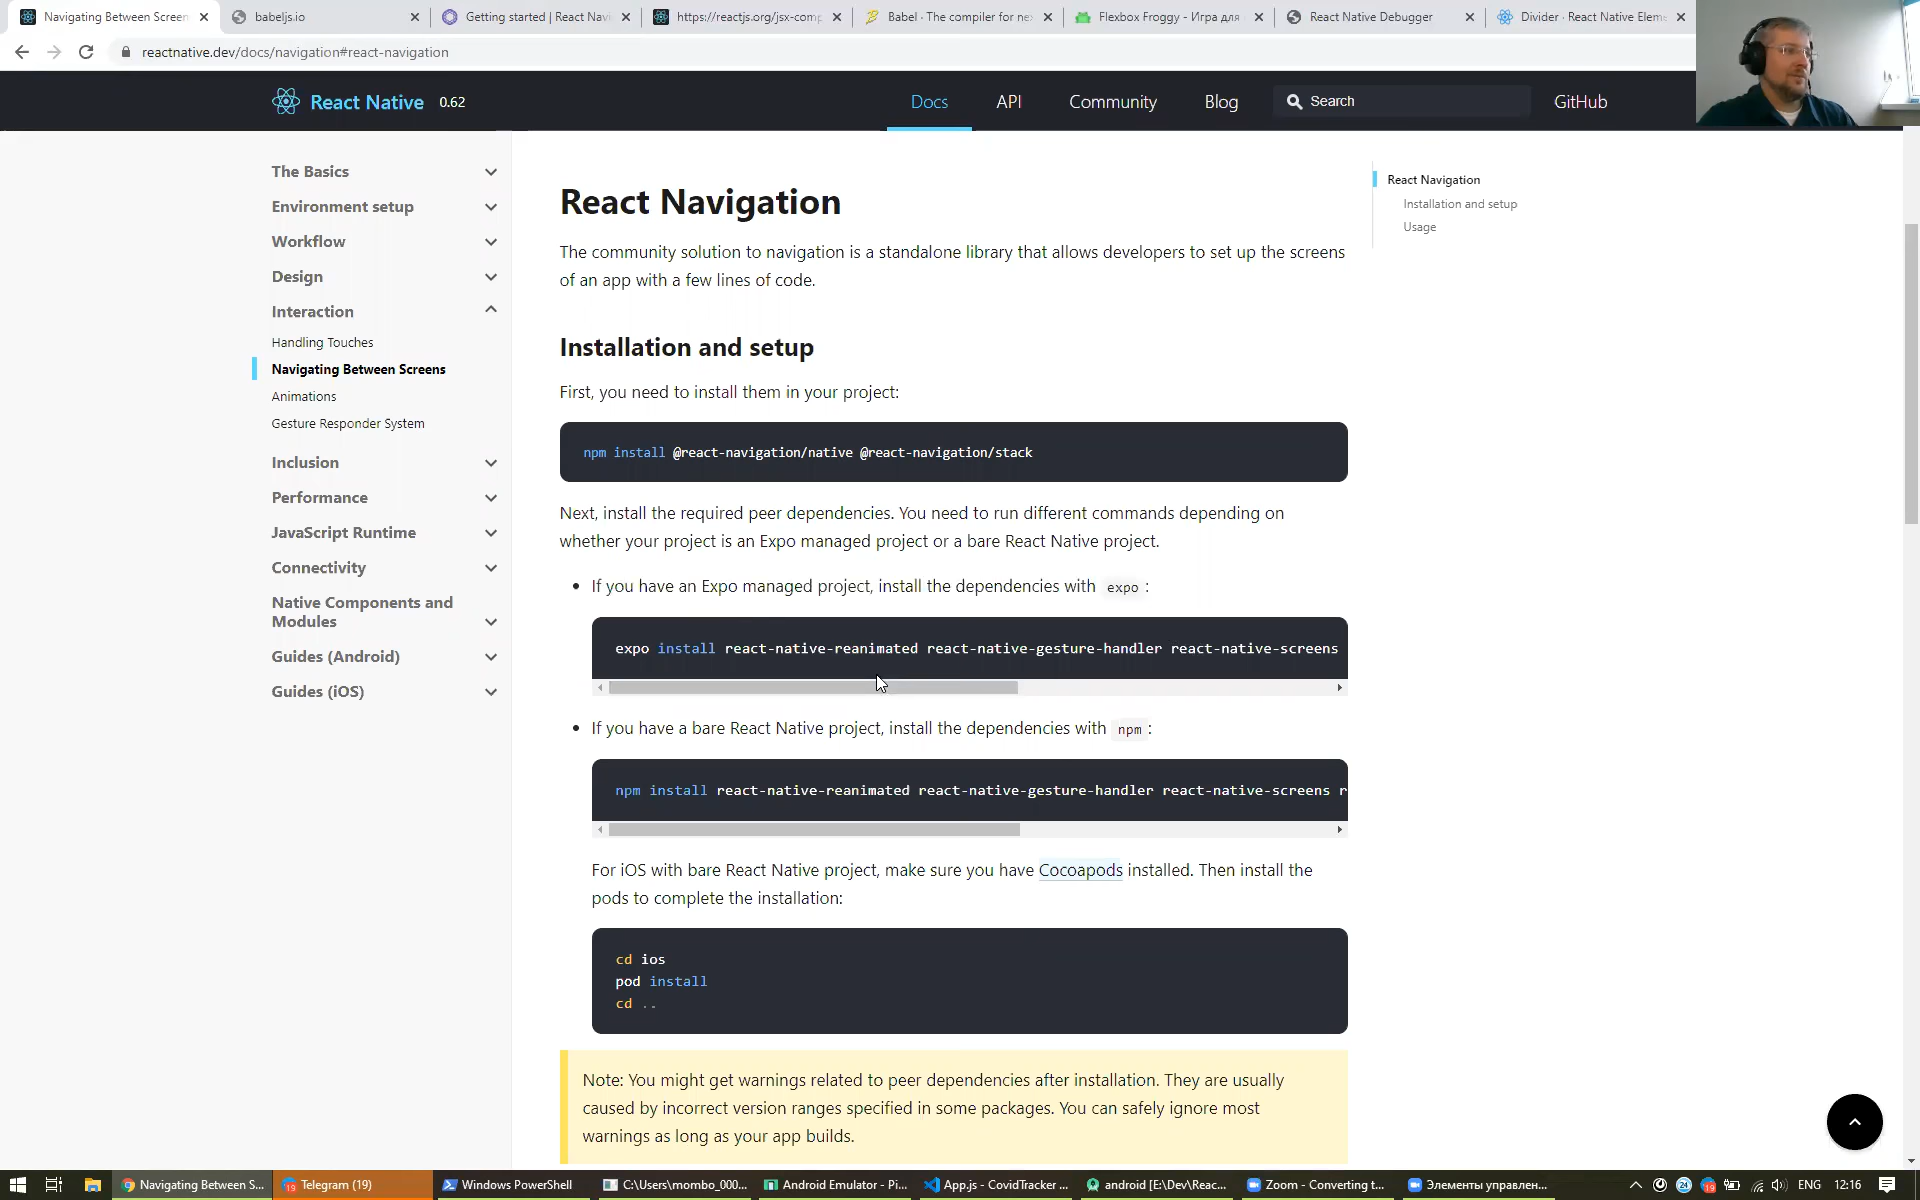 Navigating Between Screen
babeljs.io
Getting started | React Navi
https://reactjs.org/jsx-comp
Babel · The compiler for ne
Flexbox Froggy - Игра для
React Native Debugger
Divider · React Native Elem
reactnative.dev/docs/navigation#react-navigation
React Native 0.62
Docs
API
Community
Blog
Search
GitHub
The Basics
Environment setup
Workflow
Design
Interaction
Handling Touches
Navigating Between Screens
Animations
Gesture Responder System
Inclusion
Performance
JavaScript Runtime
Connectivity
Native Components and
Modules
Guides (Android)
Guides (iOS)
React Navigation
The community solution to navigation is a standalone library that allows developers to set up the screens
of an app with a few lines of code.
Installation and setup
First, you need to install them in your project:
npm install @react-navigation/native @react-navigation/stack
Next, install the required peer dependencies. You need to run different commands depending on
whether your project is an Expo managed project or a bare React Native project.
• If you have an Expo managed project, install the dependencies with expo :
expo install react-native-reanimated react-native-gesture-handler react-native-screens
• If you have a bare React Native project, install the dependencies with npm :
npm install react-native-reanimated react-native-gesture-handler react-native-screens r
For iOS with bare React Native project, make sure you have Cocoapods installed. Then install the
pods to complete the installation:
cd ios
pod install
cd ..
Note: You might get warnings related to peer dependencies after installation. They are usually
caused by incorrect version ranges specified in some packages. You can safely ignore most
warnings as long as your app builds.
React Navigation
Installation and setup
Usage
Navigating Between S...
Telegram (19)
Windows PowerShell
C:\Users\mombo_000...
Android Emulator - Pi...
App.js - CovidTracker ...
android [E:\Dev\Reac...
Zoom - Converting t...
Элементы управлен...
24
19
ENG
12:16